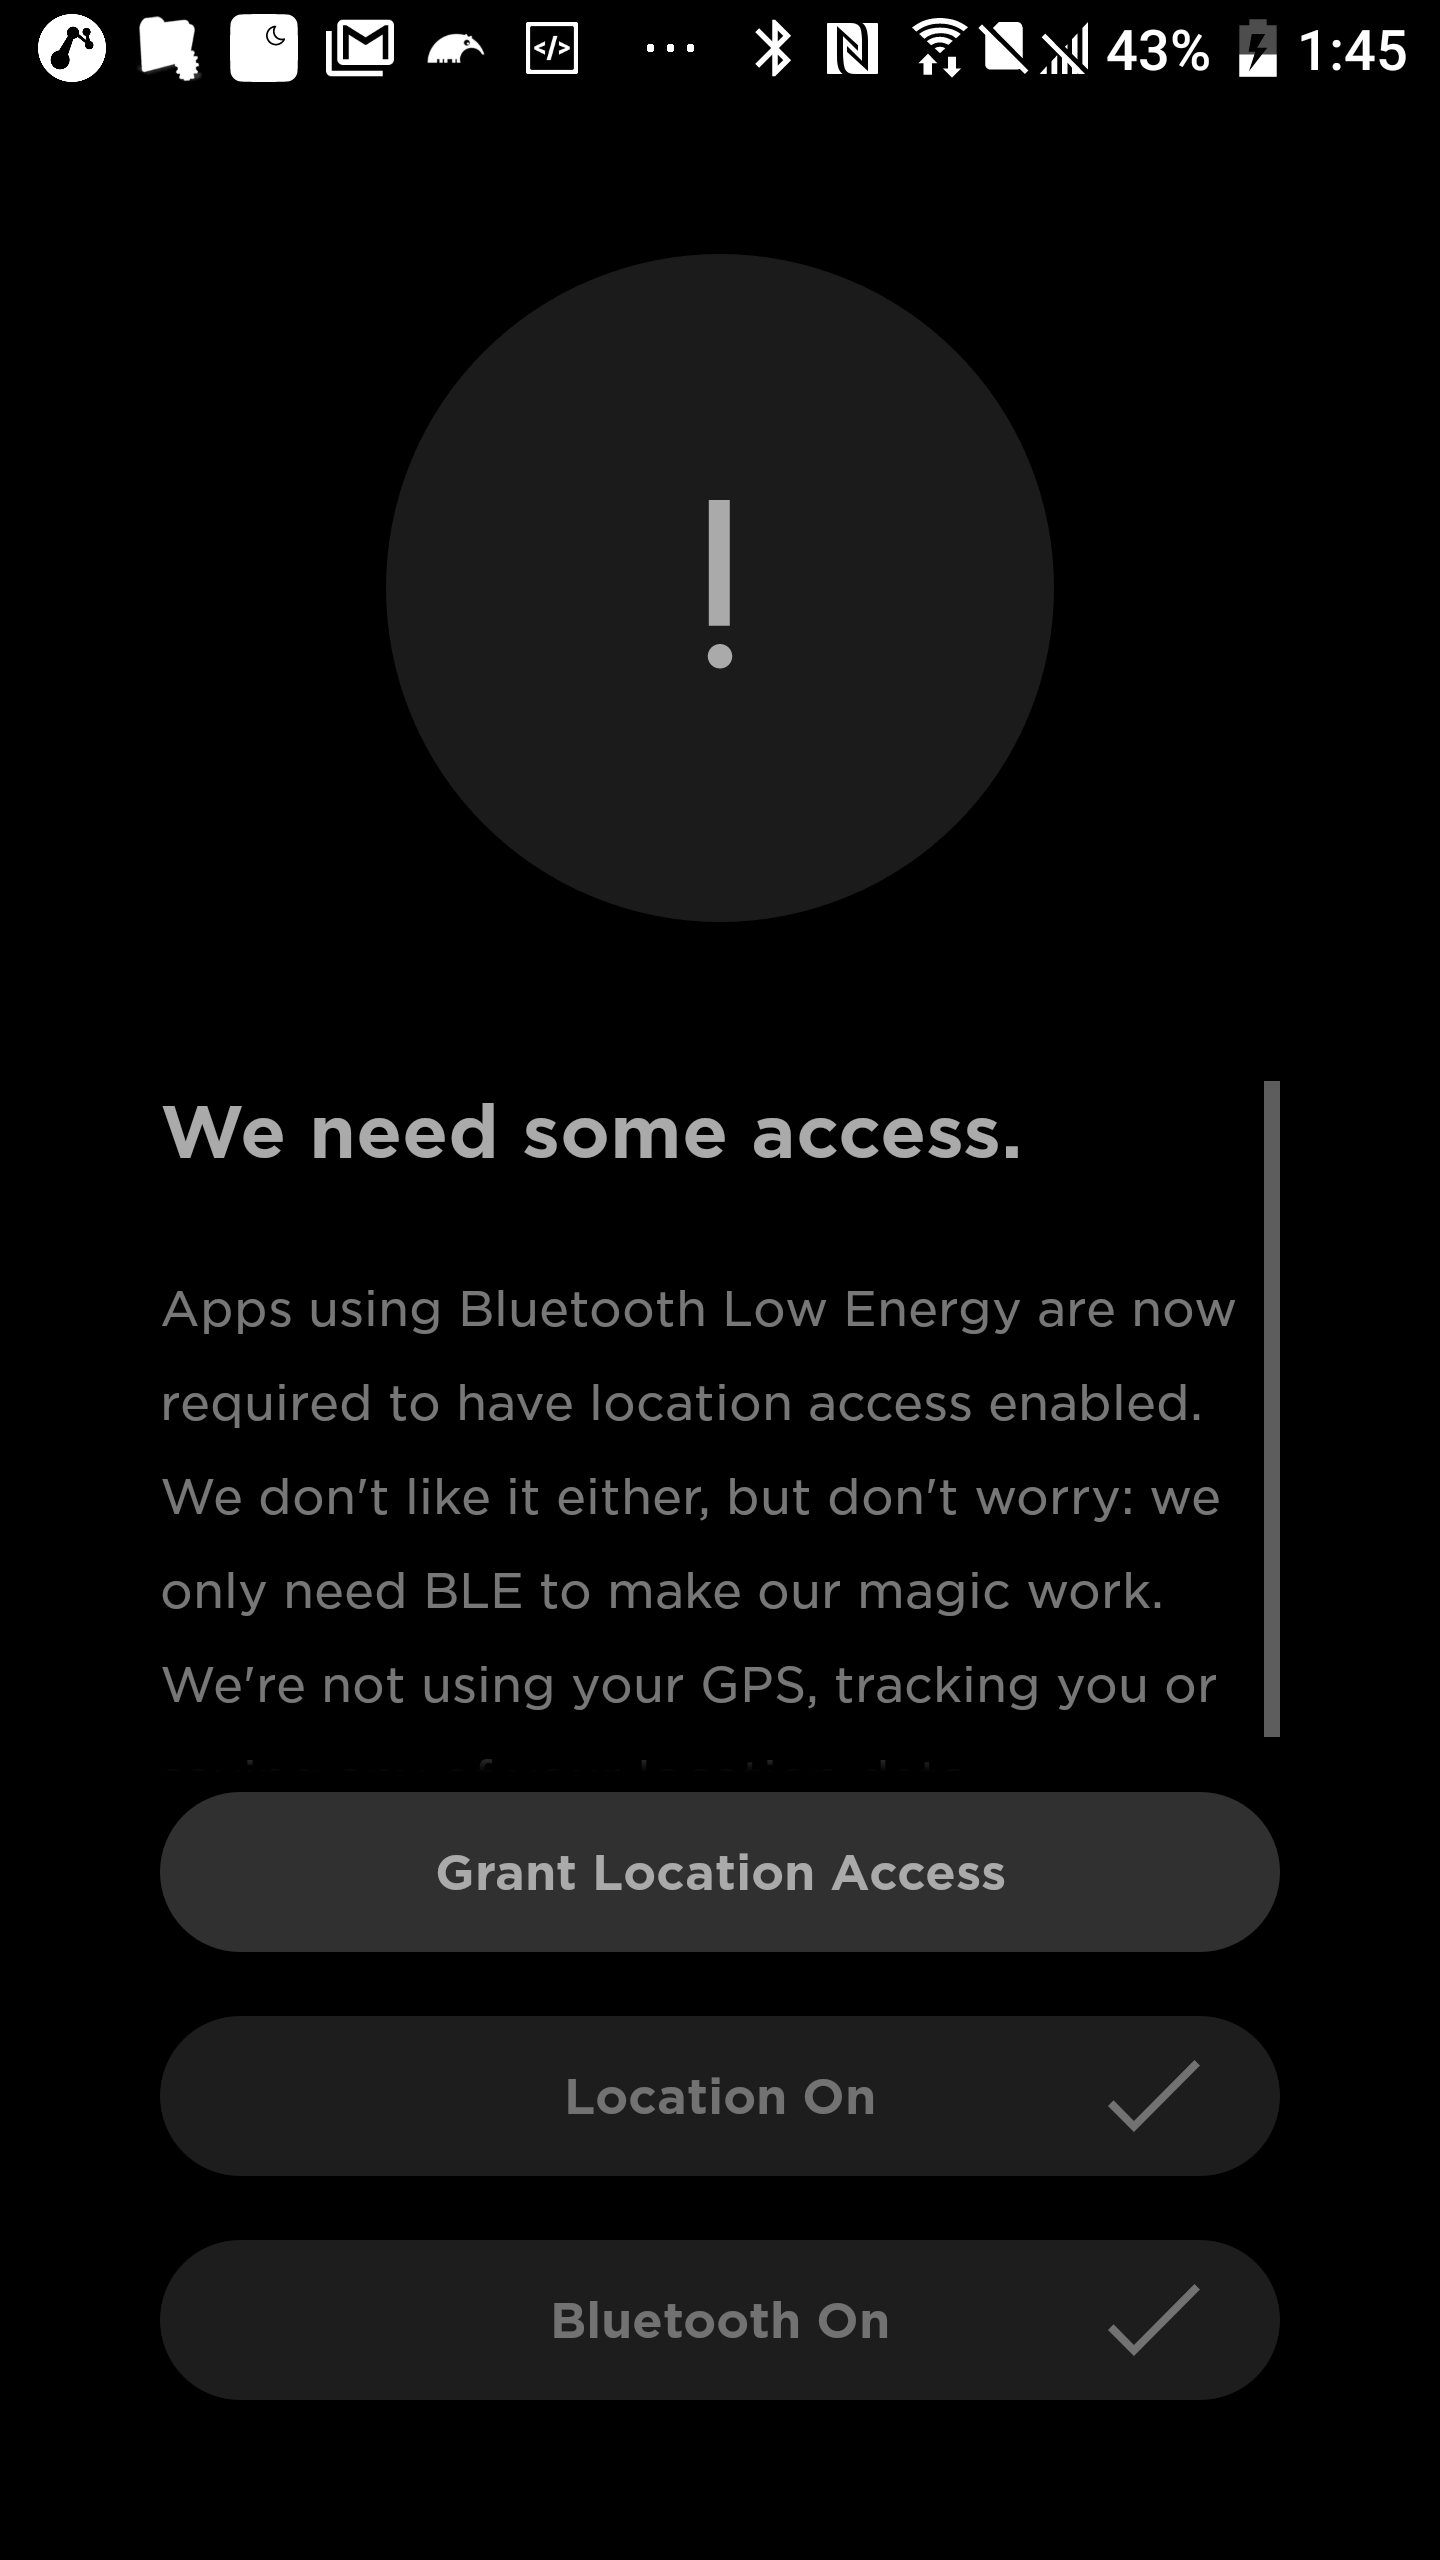 43% 1:45
We need some access.
Apps using Bluetooth Low Energy are now
required to have location access enabled.
We don't like it either, but don't worry: we
only need BLE to make our magic work.
We're not using your GPS, tracking you or
Grant Location Access
Location On
Bluetooth On